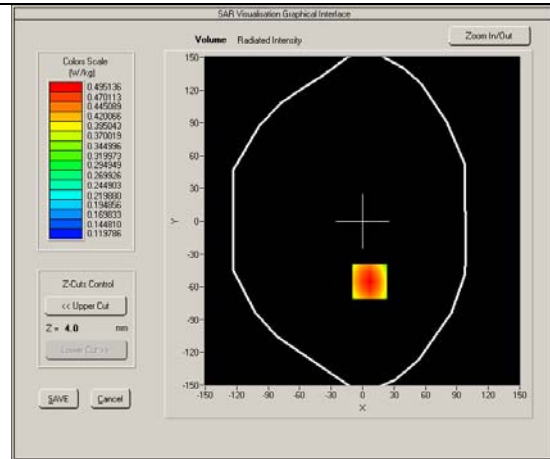 SAR Visualisation Graphical Interface
Volume Radiated Intensity
Zoom In/Out
Colors Scale
(W/kg)
0.495136
0.470113
0.445089
0.420066
0.395043
0.370019
0.344996
0.319973
0.294949
0.269926
0.244903
0.219880
0.194856
0.169833
0.144810
0.119786
Z-Cuts Control
<< Upper Cut
Z = 4.0 mm
Lower Cut >>
SAVE Cancel
150
120
90
60
30
0
-30
-60
-90
-120
-150
Y
-150 -120 -90 -60 -30 0 30 60 90 120 150
X